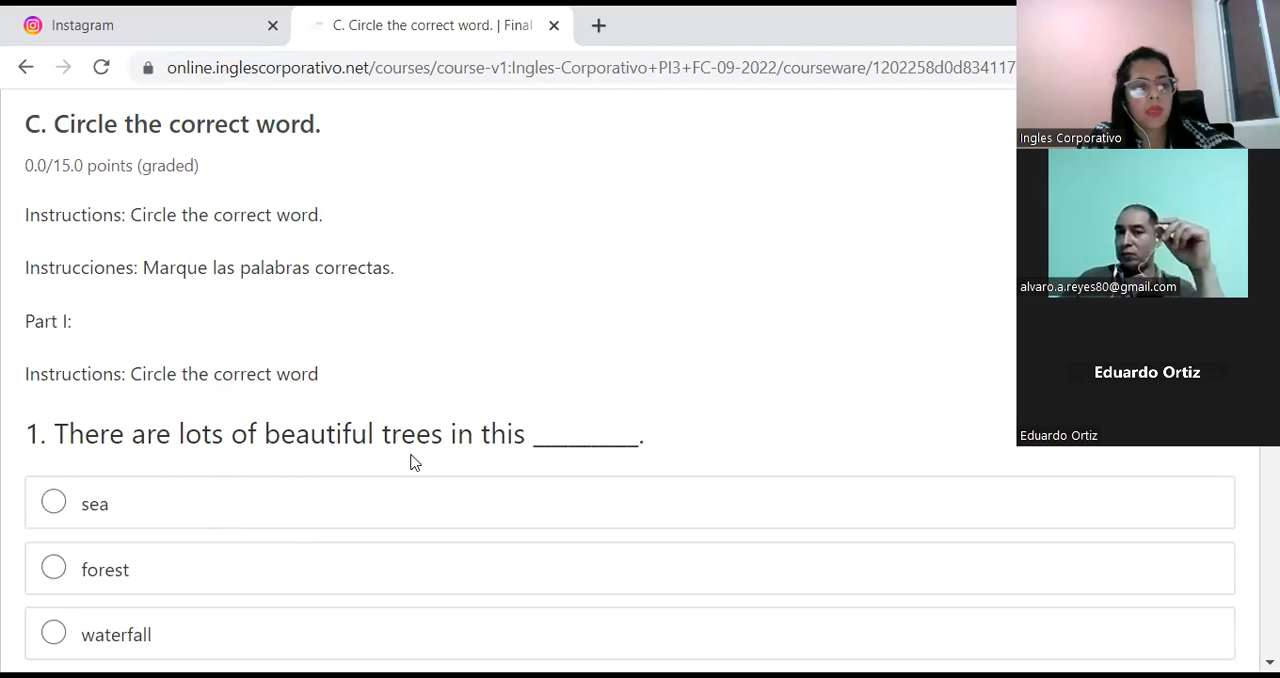 Instagram
C. Circle the correct word. | Final
online.inglescorporativo.net/courses/course-v1:Ingles-Corporativo+PI3+FC-09-2022/courseware/1202258d0d834117
C. Circle the correct word.
0.0/15.0 points (graded)
Instructions: Circle the correct word.
Instrucciones: Marque las palabras correctas.
Part I:
Instructions: Circle the correct word
1. There are lots of beautiful trees in this _________.
sea
forest
waterfall
Ingles Corporativo
alvaro.a.reyes80@gmail.com
Eduardo Ortiz
Eduardo Ortiz